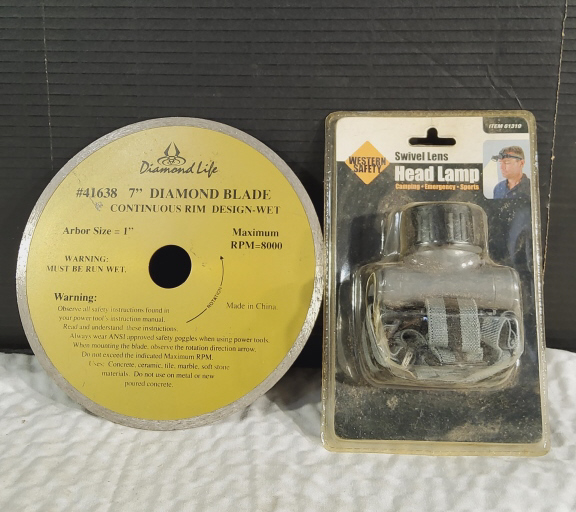 Diamond Life
#41638 7" DIAMOND BLADE
CONTINUOUS RIM DESIGN-WET
Arbor Size = 1"
Maximum
RPM=8000
WARNING:
MUST BE RUN WET.
ROTATION
Made in China
Warning:
Observe all safety instructions found in
your power tool's instruction manual.
Read and understand these instructions.
Always wear ANSI approved safety goggles when using power tools.
When mounting the blade, observe the rotation direction arrow.
Do not exceed the indicated Maximum RPM.
Uses: Concrete, ceramic, tile, marble, soft stone
materials. Do not use on metal or new
poured concrete.
ITEM 61310
WESTERN
SAFETY
Swivel Lens
Head Lamp
Camping • Emergency • Sports